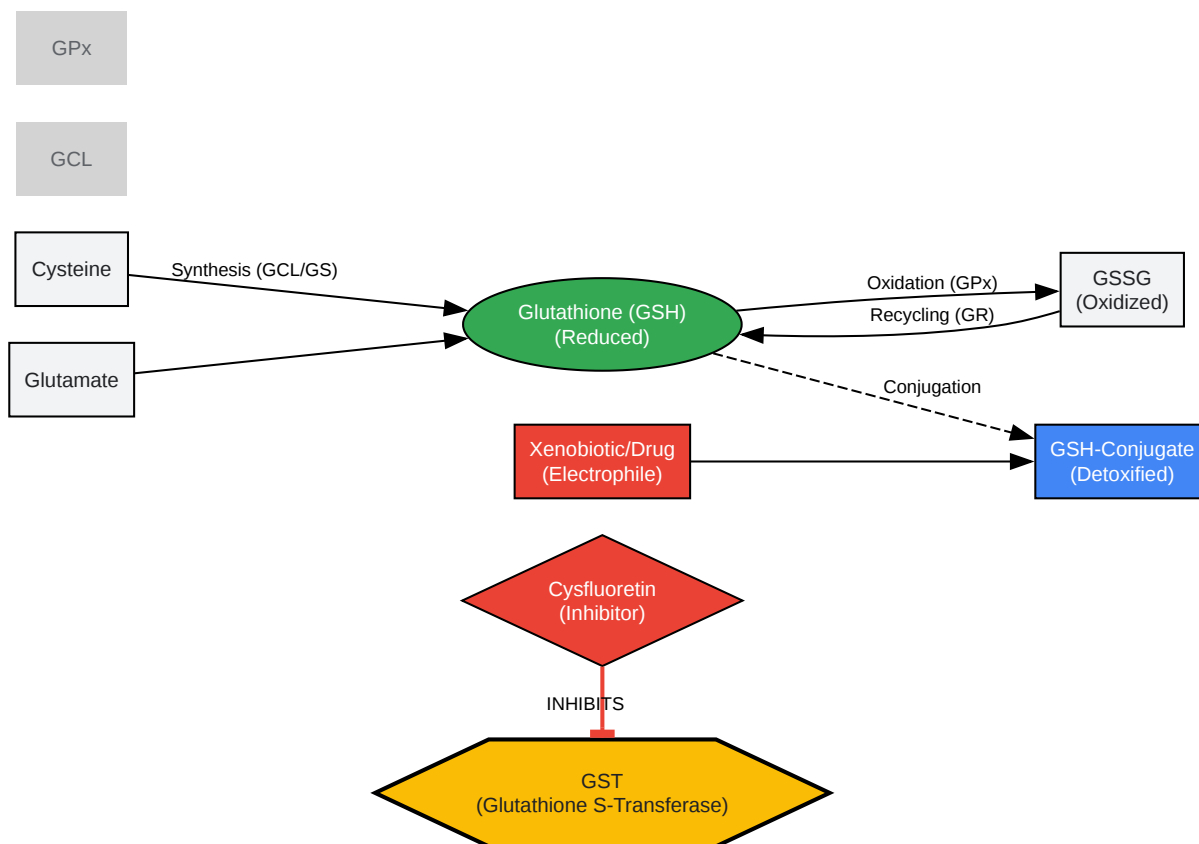 GPx
GCL
Cysteine
Synthesis (GCL/GS)
Glutamate
Glutathione (GSH)
(Reduced)
Oxidation (GPx)
Recycling (GR)
GSSG
(Oxidized)
Conjugation
Xenobiotic/Drug
(Electrophile)
GSH-Conjugate
(Detoxified)
Cysfluoretin
(Inhibitor)
INHIBITS
GST
(Glutathione S-Transferase)